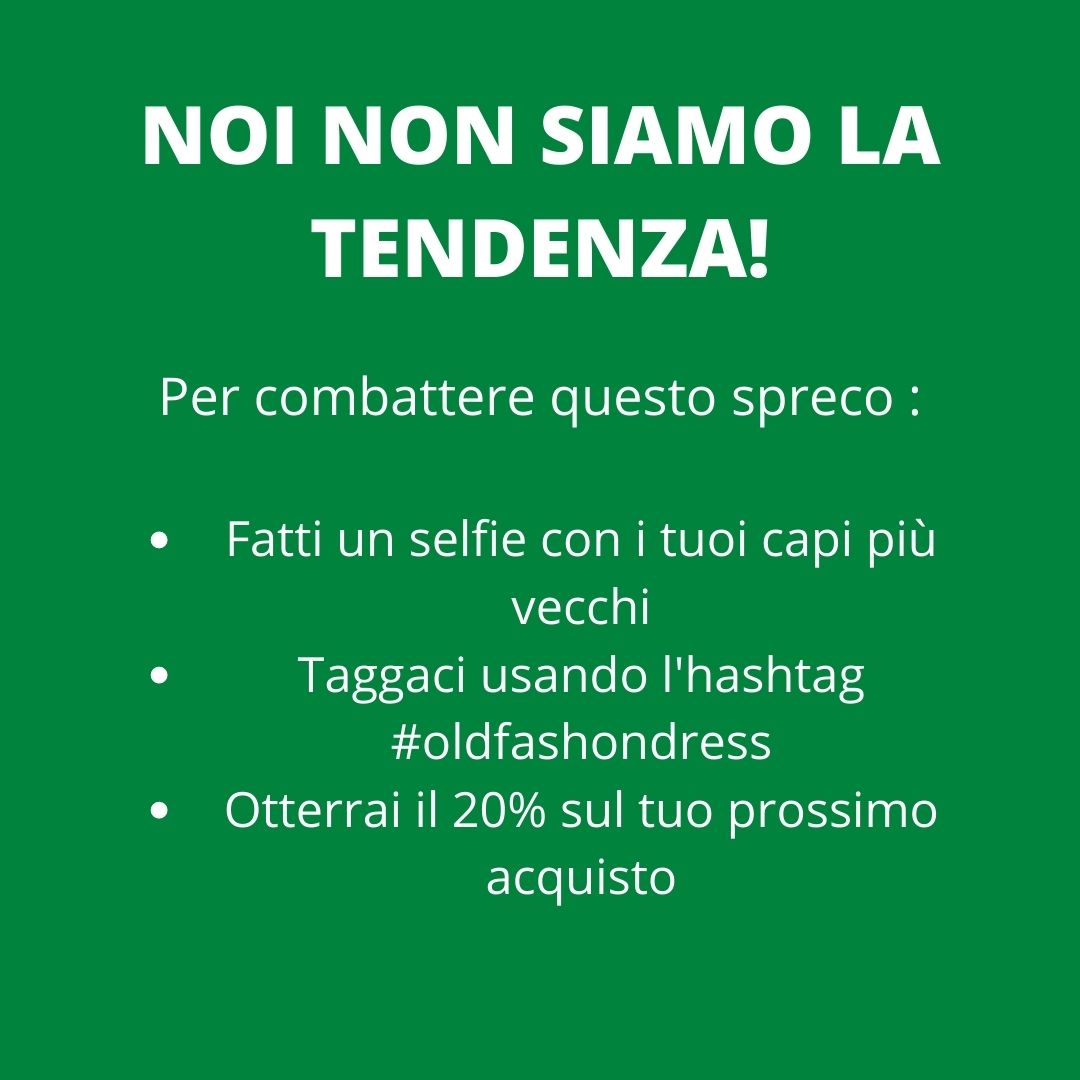 NOI NON SIAMO LA
TENDENZA!
Per combattere questo spreco :
• Fatti un selfie con i tuoi capi più
vecchi
• Taggaci usando l'hashtag
#oldfashondress
• Otterrai il 20% sul tuo prossimo
acquisto